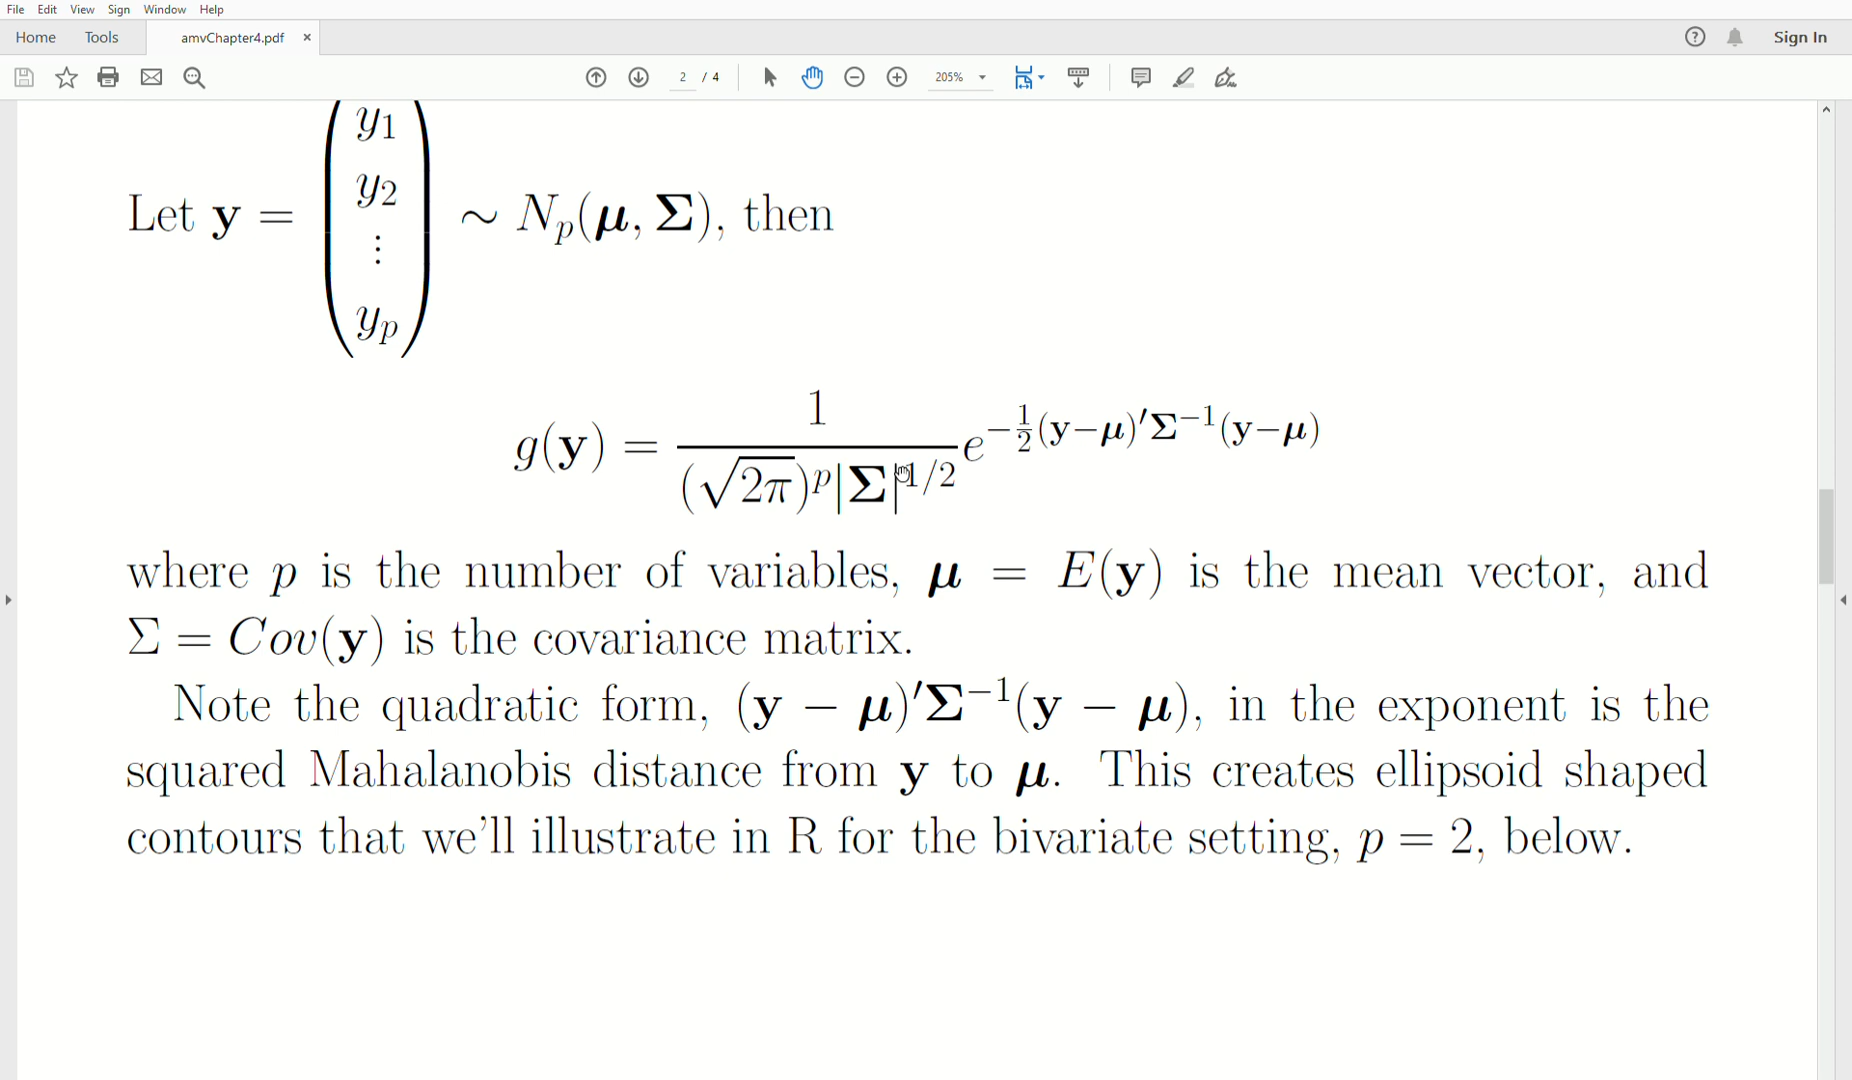 File Edit View Sign Window Help
Home Tools amvChapter4.pdf × ? Sign In
2 / 4 205%
Let y = (y₁ y₂ ⋮ yₚ) ∼ Nₚ(μ, Σ), then
g(y) = 1 / ((√2π)ᵖ|Σ|^{1/2}) e^{−½(y−μ)′Σ⁻¹(y−μ)}
where p is the number of variables, μ = E(y) is the mean vector, and
Σ = Cov(y) is the covariance matrix.
Note the quadratic form, (y − μ)′Σ⁻¹(y − μ), in the exponent is the
squared Mahalanobis distance from y to μ. This creates ellipsoid shaped
contours that we'll illustrate in R for the bivariate setting, p = 2, below.